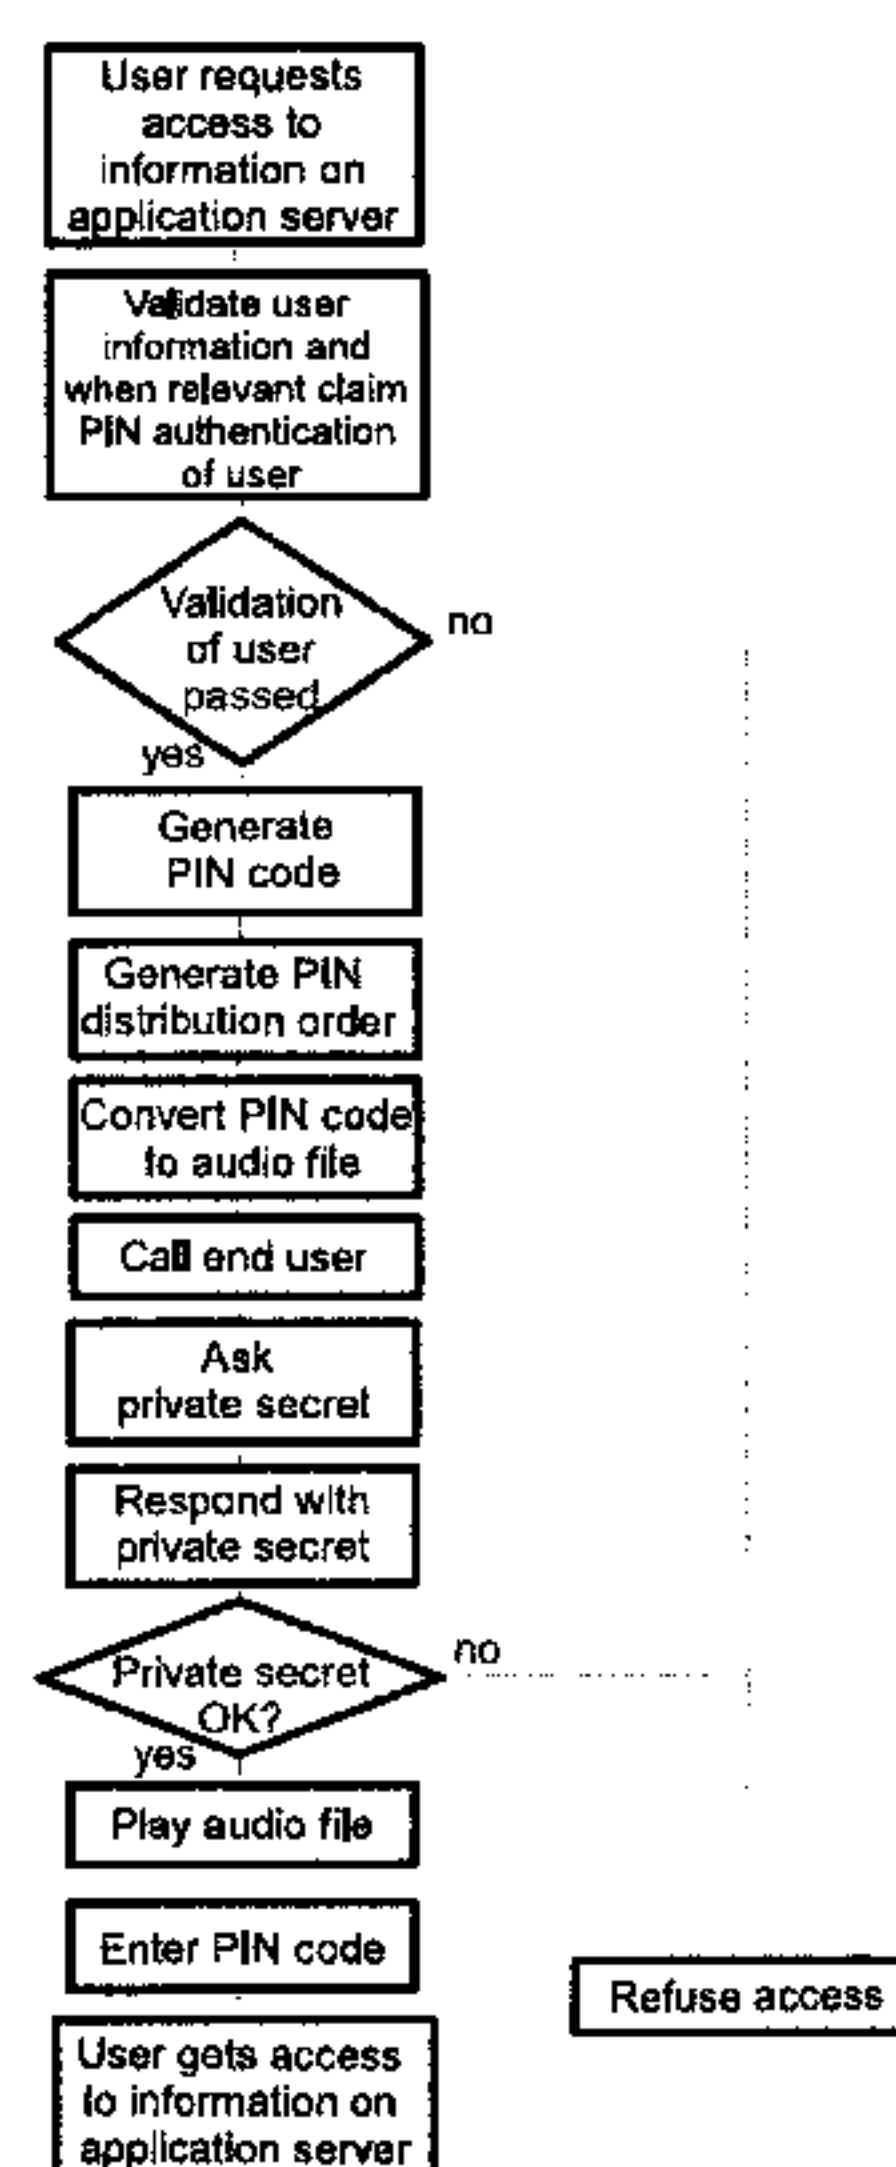 User requests
access to
information on
application server
Validate user
information and
when relevant claim
PIN authentication
of user
Validation
of user
passed
no
yes
Generate
PIN code
Generate PIN
distribution order
Convert PIN code
to audio file
Call end user
Ask
private secret
Respond with
private secret
Private secret
OK?
no
yes
Play audio file
Enter PIN code
Refuse access
User gets access
to information on
application server